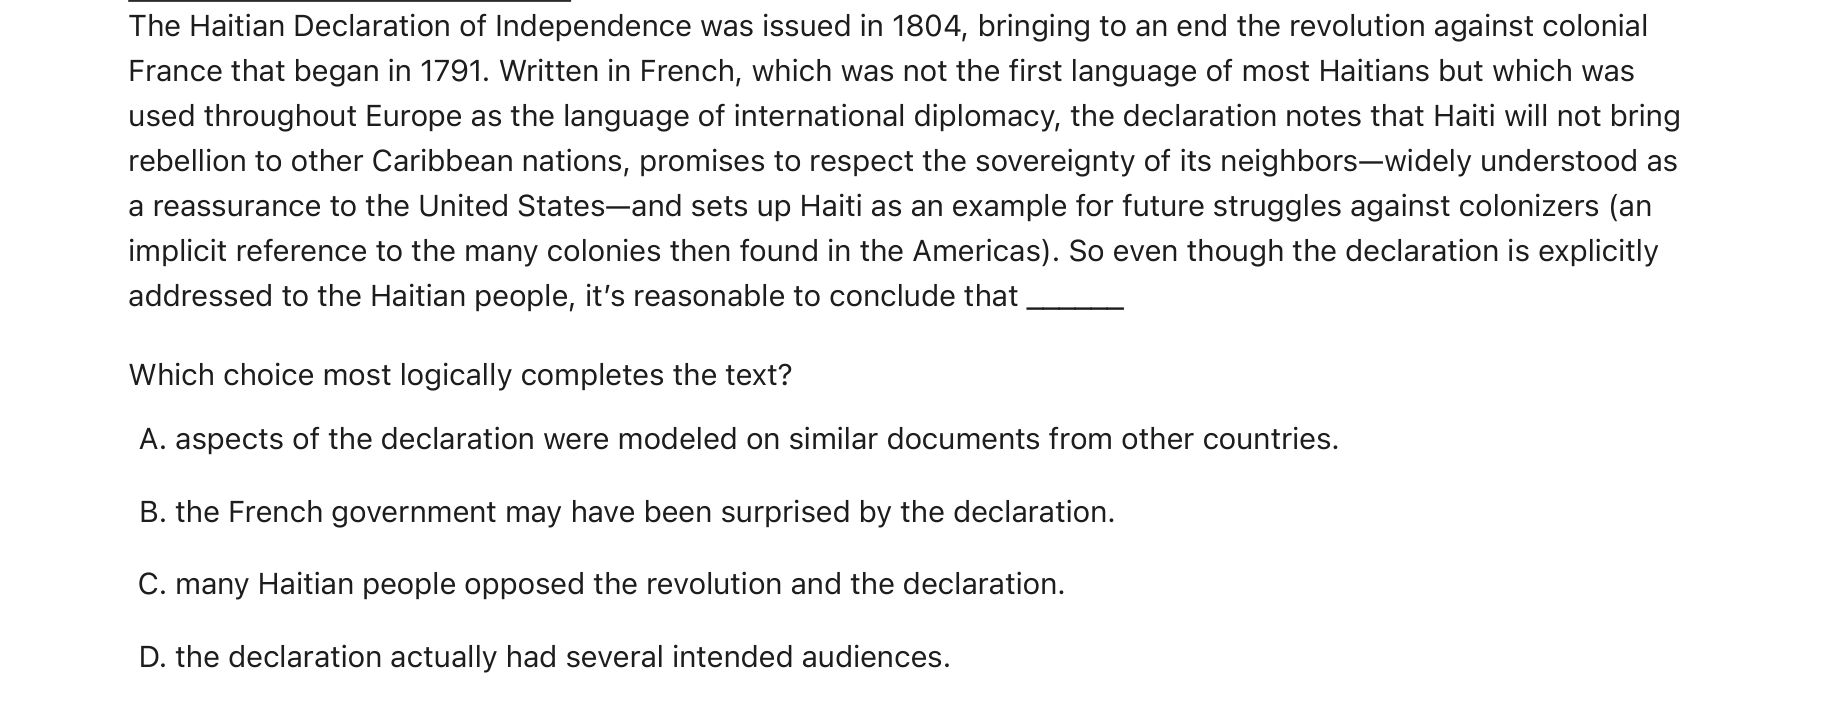 The Haitian Declaration of Independence was issued in 1804, bringing to an end the revolution against colonial
France that began in 1791. Written in French, which was not the first language of most Haitians but which was
used throughout Europe as the language of international diplomacy, the declaration notes that Haiti will not bring
rebellion to other Caribbean nations, promises to respect the sovereignty of its neighbors—widely understood as
a reassurance to the United States—and sets up Haiti as an example for future struggles against colonizers (an
implicit reference to the many colonies then found in the Americas). So even though the declaration is explicitly
addressed to the Haitian people, it’s reasonable to conclude that ______
Which choice most logically completes the text?
A. aspects of the declaration were modeled on similar documents from other countries.
B. the French government may have been surprised by the declaration.
C. many Haitian people opposed the revolution and the declaration.
D. the declaration actually had several intended audiences.